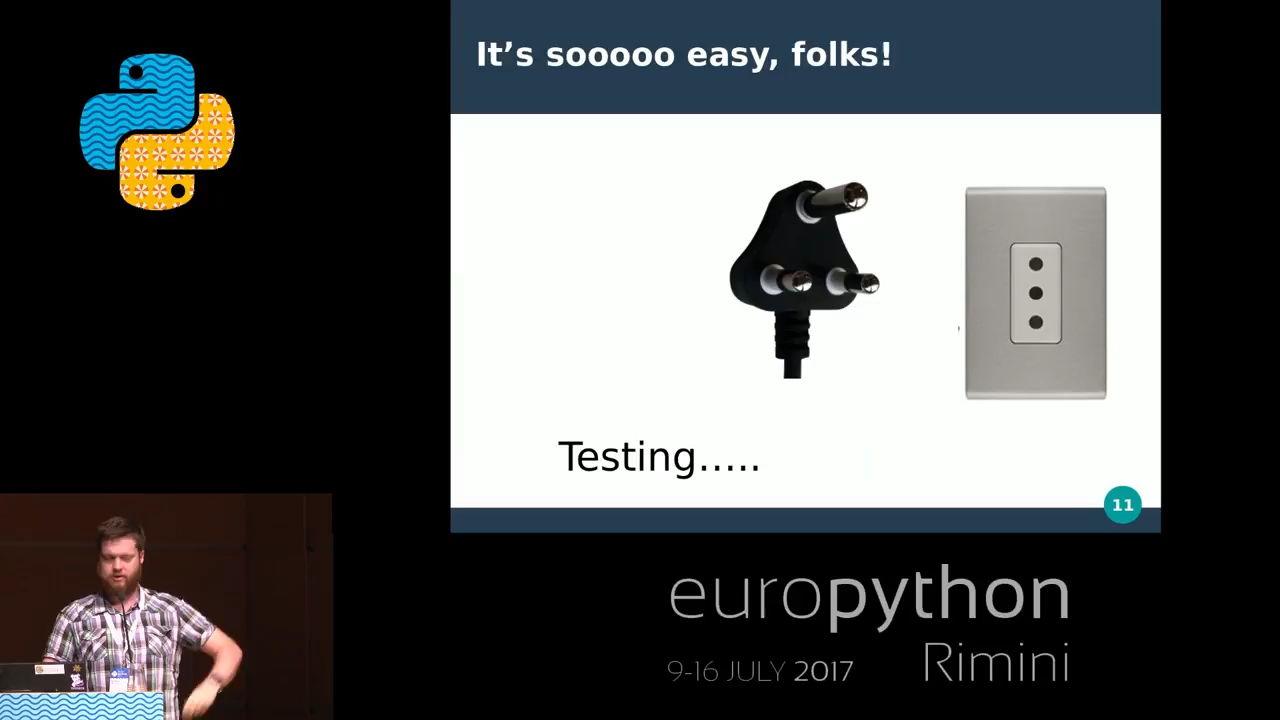 It’s sooooo easy, folks!
Testing.....
11
europython
Rimini
9-16 JULY 2017